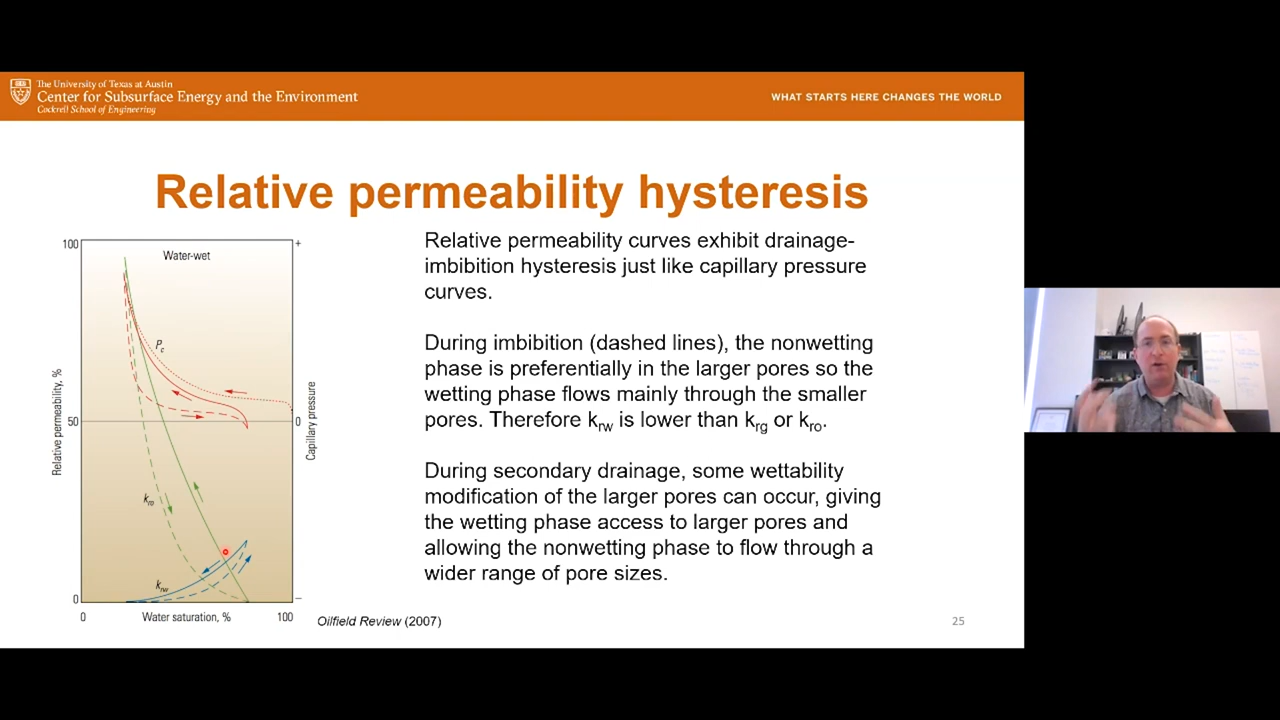 The University of Texas at Austin
Center for Subsurface Energy and the Environment
Cockrell School of Engineering
WHAT STARTS HERE CHANGES THE WORLD
Relative permeability hysteresis
Relative permeability curves exhibit drainage-
imbibition hysteresis just like capillary pressure
curves.
During imbibition (dashed lines), the nonwetting
phase is preferentially in the larger pores so the
wetting phase flows mainly through the smaller
pores. Therefore krw is lower than krg or kro.
During secondary drainage, some wettability
modification of the larger pores can occur, giving
the wetting phase access to larger pores and
allowing the nonwetting phase to flow through a
wider range of pore sizes.
100
Water-wet
+
Pc
Relative permeability, %
50
0
Capillary pressure
kro
krw
0
–
0
Water saturation, %
100
Oilfield Review (2007)
25